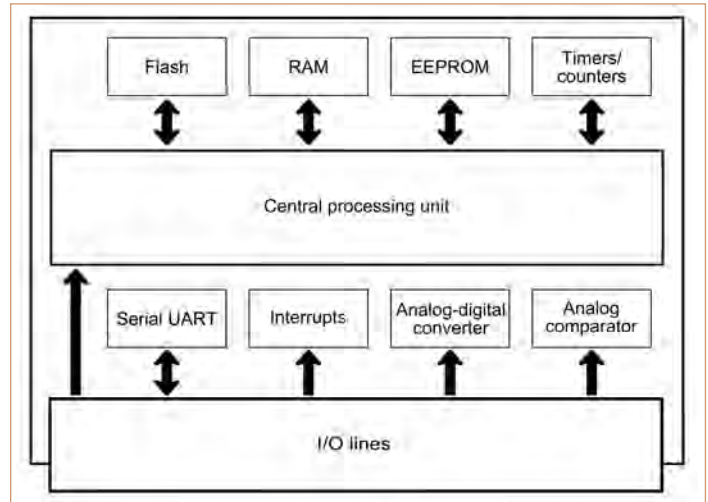 Flash
RAM
EEPROM
Timers/
counters
Central processing unit
Serial UART
Interrupts
Analog-digital
converter
Analog
comparator
I/O lines